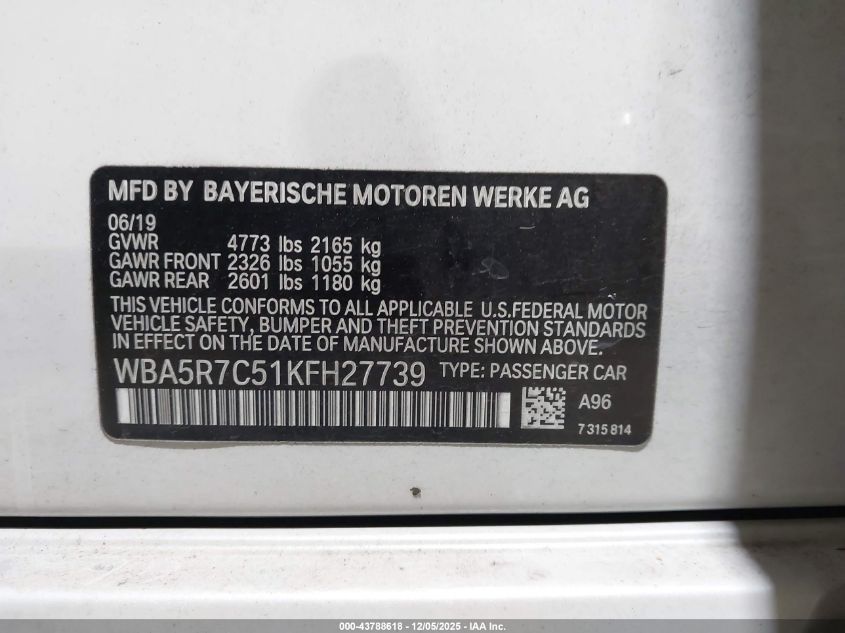 MFD BY BAYERISCHE MOTOREN WERKE AG
06/19
GVWR 4773 lbs 2165 kg
GAWR FRONT 2326 lbs 1055 kg
GAWR REAR 2601 lbs 1180 kg
THIS VEHICLE CONFORMS TO ALL APPLICABLE U.S.FEDERAL MOTOR
VEHICLE SAFETY, BUMPER AND THEFT PREVENTION STANDARDS
IN EFFECT ON THE DATE OF MANUFACTURE SHOWN ABOVE.
WBA5R7C51KFH27739 TYPE: PASSENGER CAR
A96
7 315 814
000-43788618 - 12/05/2025 - IAA Inc.